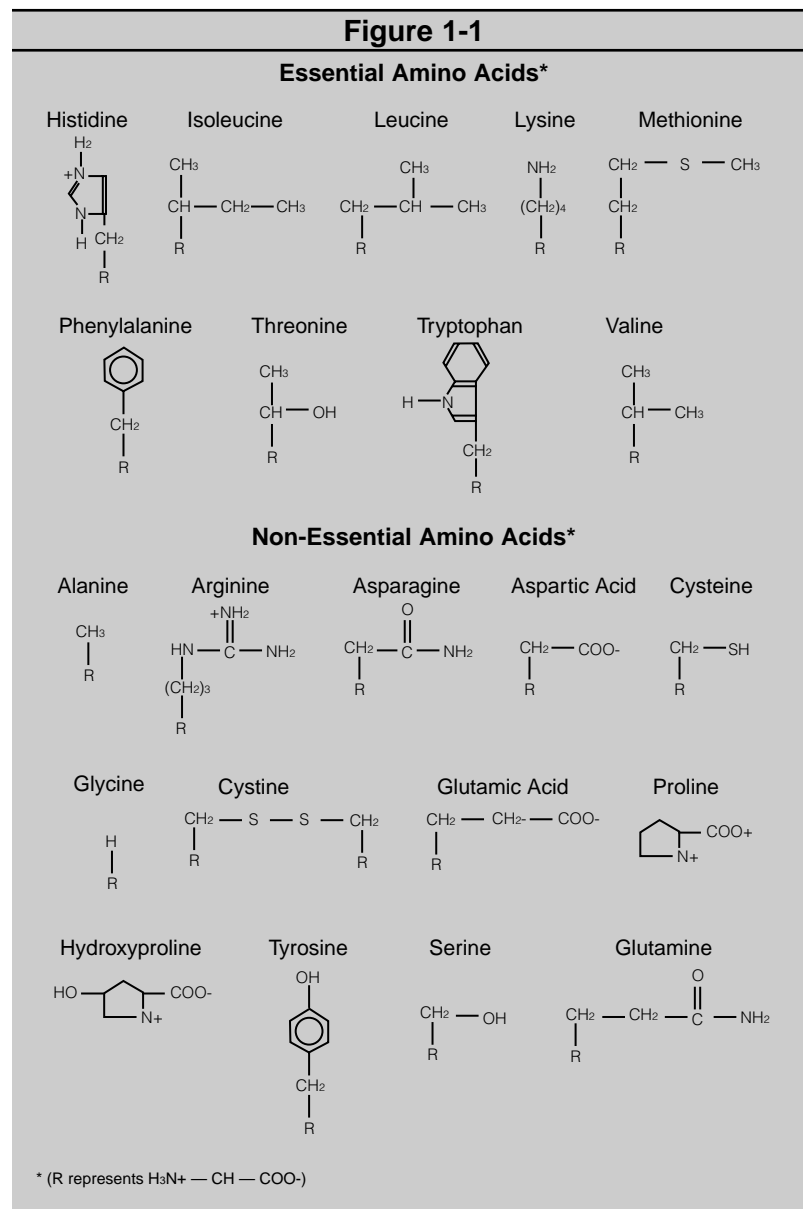 Figure 1-1
Essential Amino Acids*
Histidine Isoleucine Leucine Lysine Methionine
H2
+N
N
H
CH2
R
CH3
CH — CH2 — CH3
R
CH3
CH2 — CH — CH3
R
NH2
(CH2)4
R
CH2 — S — CH3
CH2
R
Phenylalanine Threonine Tryptophan Valine
CH2
R
CH3
CH — OH
R
H — N
CH2
R
CH3
CH — CH3
R
Non-Essential Amino Acids*
Alanine Arginine Asparagine Aspartic Acid Cysteine
CH3
R
+NH2
HN — C — NH2
(CH2)3
R
O
CH2 — C — NH2
R
CH2 — COO-
R
CH2 — SH
R
Glycine Cystine Glutamic Acid Proline
H
R
CH2 — S — S — CH2
R R
CH2 — CH2- — COO-
R
COO+
N+
Hydroxyproline Tyrosine Serine Glutamine
HO COO-
N+
OH
CH2
R
CH2 — OH
R
O
CH2 — CH2 — C — NH2
R
* (R represents H3N+ — CH — COO-)